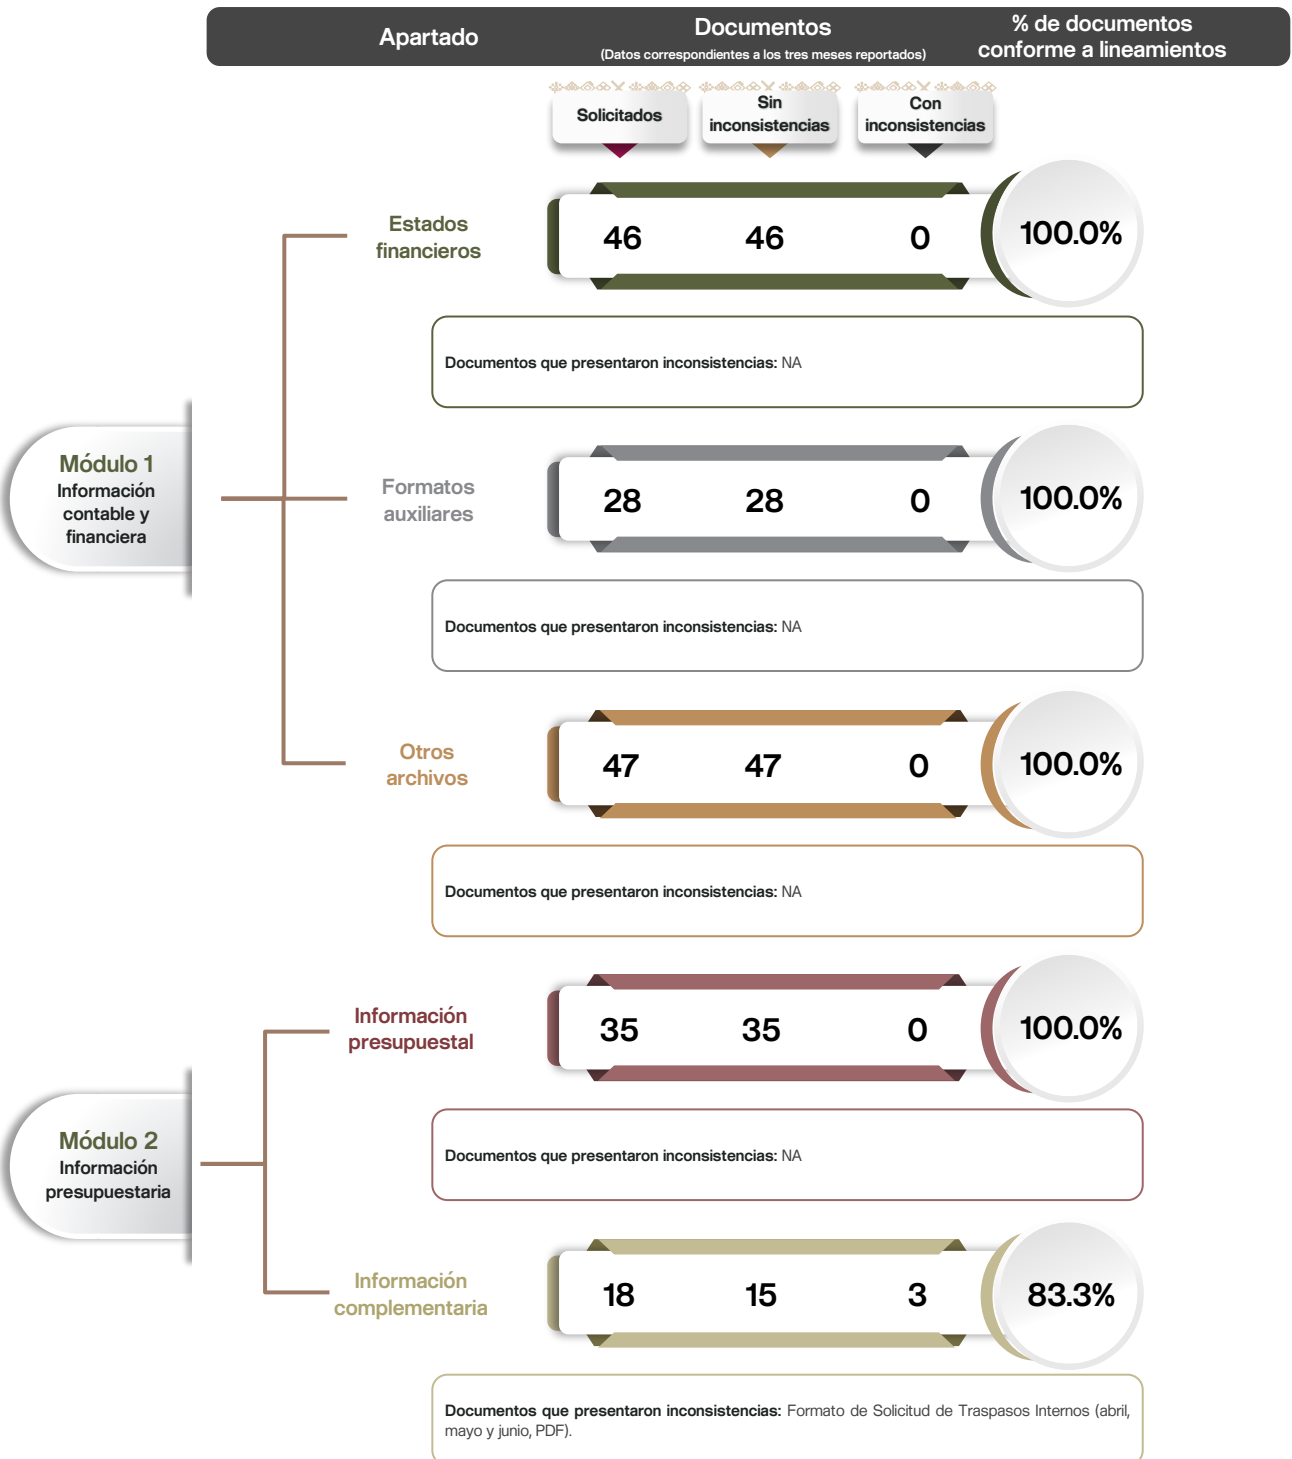 Apartado
Documentos
(Datos correspondientes a los tres meses reportados)
% de documentos
conforme a lineamientos
Solicitados
Sin
inconsistencias
Con
inconsistencias
Módulo 1
Información
contable y
financiera
Estados
financieros
46 46 0 100.0%
Documentos que presentaron inconsistencias: NA
Formatos
auxiliares
28 28 0 100.0%
Documentos que presentaron inconsistencias: NA
Otros
archivos
47 47 0 100.0%
Documentos que presentaron inconsistencias: NA
Módulo 2
Información
presupuestaria
Información
presupuestal
35 35 0 100.0%
Documentos que presentaron inconsistencias: NA
Información
complementaria
18 15 3 83.3%
Documentos que presentaron inconsistencias: Formato de Solicitud de Traspasos Internos (abril,
mayo y junio, PDF).